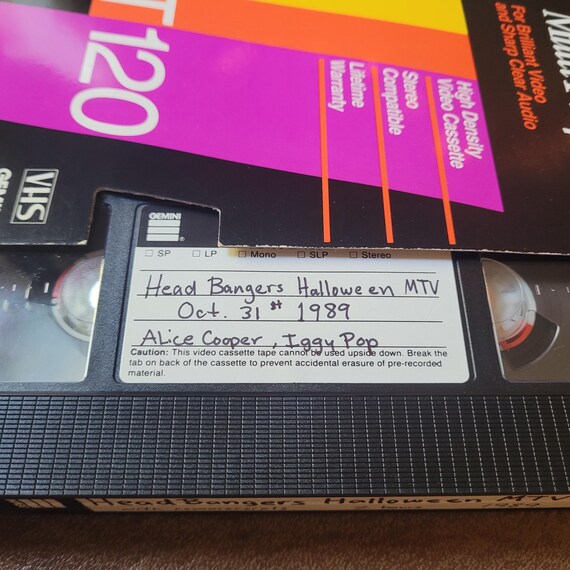 T 120
High Density
Video Cassette
Stereo
Compatible
Lifetime
Warranty
For Brilliant Video
and Sharp Clear Audio
VHS
GEMINI
SP LP Mono SLP Stereo
Head Bangers Halloween MTV
Oct. 31st 1989
Alice Cooper, Iggy Pop
Caution: This video cassette tape cannot be used upside down. Break the
tab on back of the cassette to prevent accidental erasure of pre-recorded
material.
Head Bangers Halloween MTV
1989